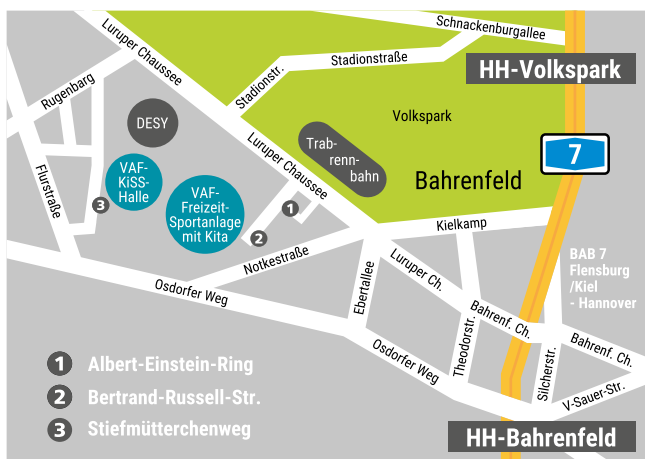 Schnackenburgallee
Luruper Chaussee
Stadionstraße
HH-Volkspark
Rugenbarg
Stadionstr.
DESY
Volkspark
Luruper Chaussee
Trab-
renn-
bahn
7
VAF-
KiSS-
Halle
Flurstraße
Bahrenfeld
3
VAF-
Freizeit-
Sportanlage
mit Kita
1
2
Kielkamp
Notkestraße
BAB 7
Flensburg
/Kiel
- Hannover
Luruper Ch.
Ebertallee
Osdorfer Weg
Bahrenf. Ch.
Bahrenf. Ch.
Theodorstr.
Osdorfer Weg
Silcherstr.
V-Sauer-Str.
1 Albert-Einstein-Ring
2 Bertrand-Russell-Str.
3 Stiefmütterchenweg
HH-Bahrenfeld